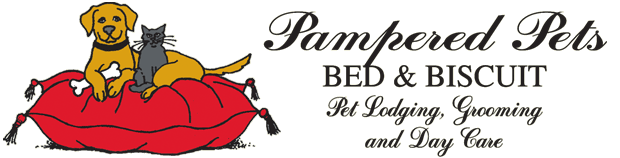 Pampered Pets
BED & BISCUIT
Pet Lodging, Grooming
and Day Care